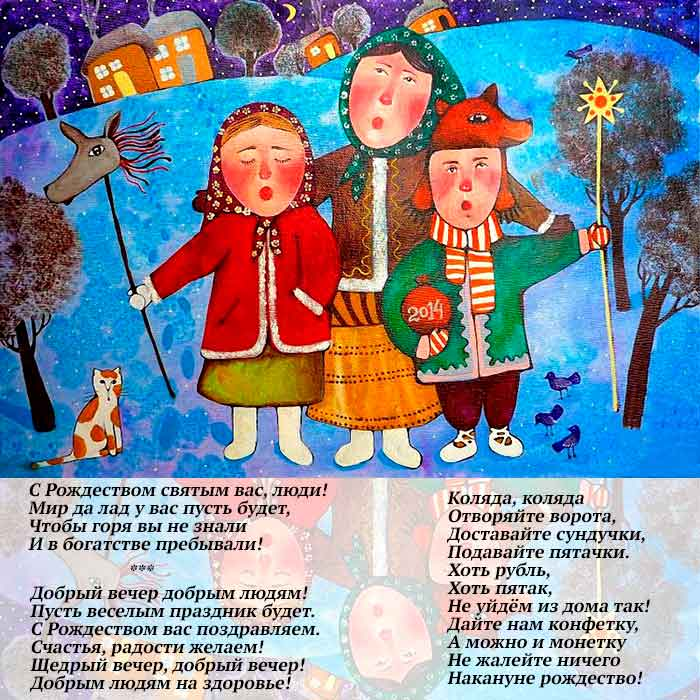 2014
С Рождеством святым вас, люди!
Мир да лад у вас пусть будет,
Чтобы горя вы не знали
И в богатстве пребывали!
***
Добрый вечер добрым людям!
Пусть веселым праздник будет.
С Рождеством вас поздравляем.
Счастья, радости желаем!
Щедрый вечер, добрый вечер!
Добрым людям на здоровье!
Коляда, коляда
Отворяйте ворота,
Доставайте сундучки,
Подавайте пятачки.
Хоть рубль,
Хоть пятак,
Не уйдём из дома так!
Дайте нам конфетку,
А можно и монетку
Не жалейте ничего
Накануне рождество!